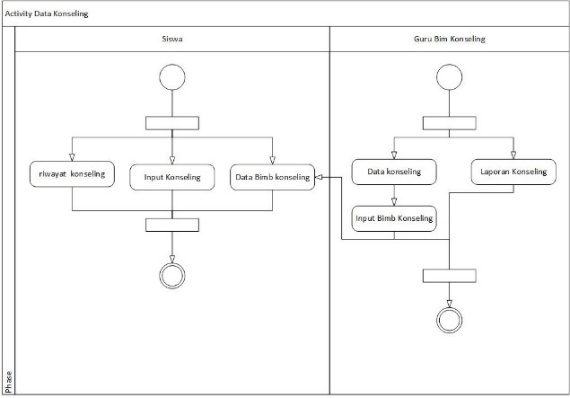 Activity Data Konseling
Siswa
Guru Bim Konseling
riwayat konseling
Input Konseling
Data Bimb konseling
Data konseling
Laporan Konseling
Input Bimb Konseling
Phase